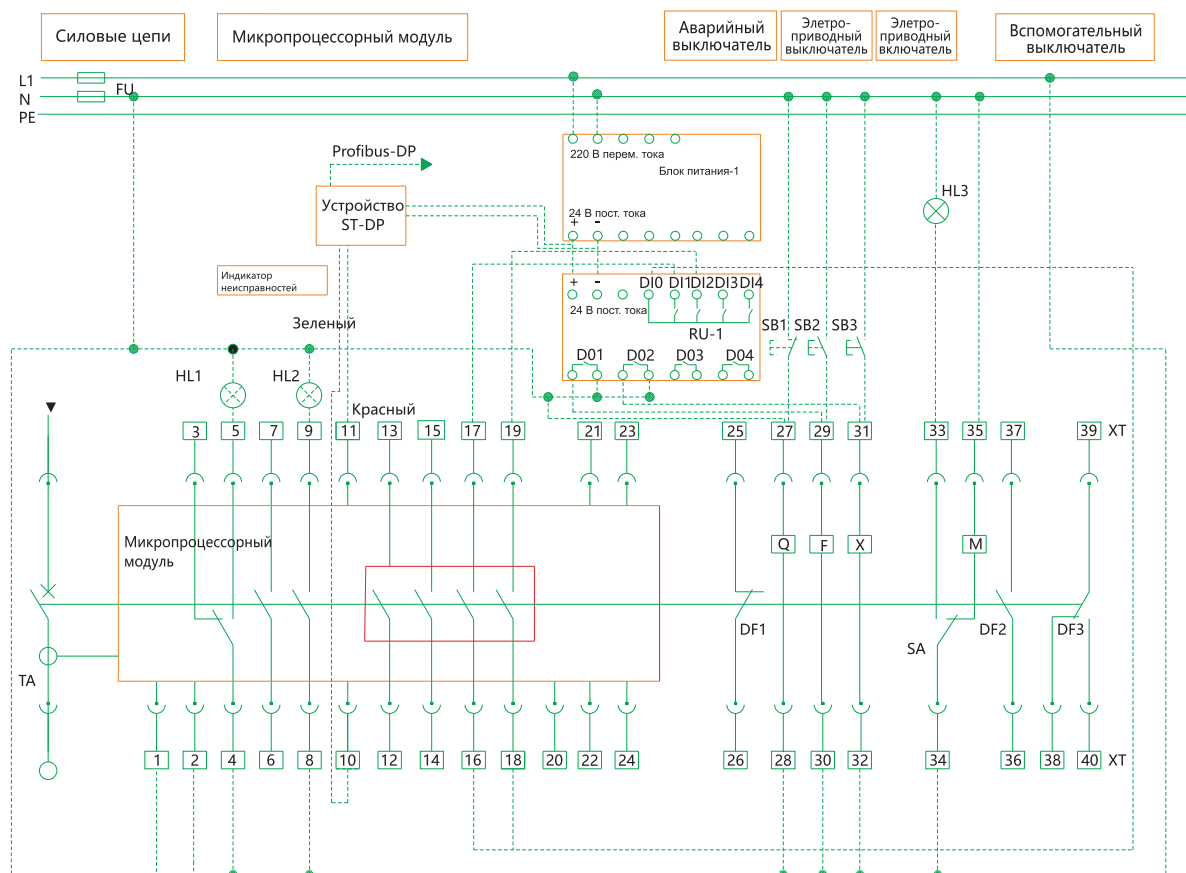 Силовые цепи
Микропроцессорный модуль
Аварийный
выключатель
Элетро-
приводный
выключатель
Элетро-
приводный
включатель
Вспомогательный
выключатель
L1
FU
N
PE
Profibus-DP
220 В перем. тока
Блок питания-1
24 В пост. тока
+ -
Устройство
ST-DP
HL3
Индикатор
неисправностей
+ - DI0 DI1 DI2 DI3 DI4
24 В пост. тока
RU-1
D01 D02 D03 D04
SB1 SB2 SB3
Зеленый
HL1 HL2
Красный
3 5 7 9 11 13 15 17 19 21 23 25 27 29 31 33 35 37 39 XT
Микропроцессорный
модуль
Q F X M
DF1 SA DF2 DF3
TA
1 2 4 6 8 10 12 14 16 18 20 22 24 26 28 30 32 34 36 38 40 XT